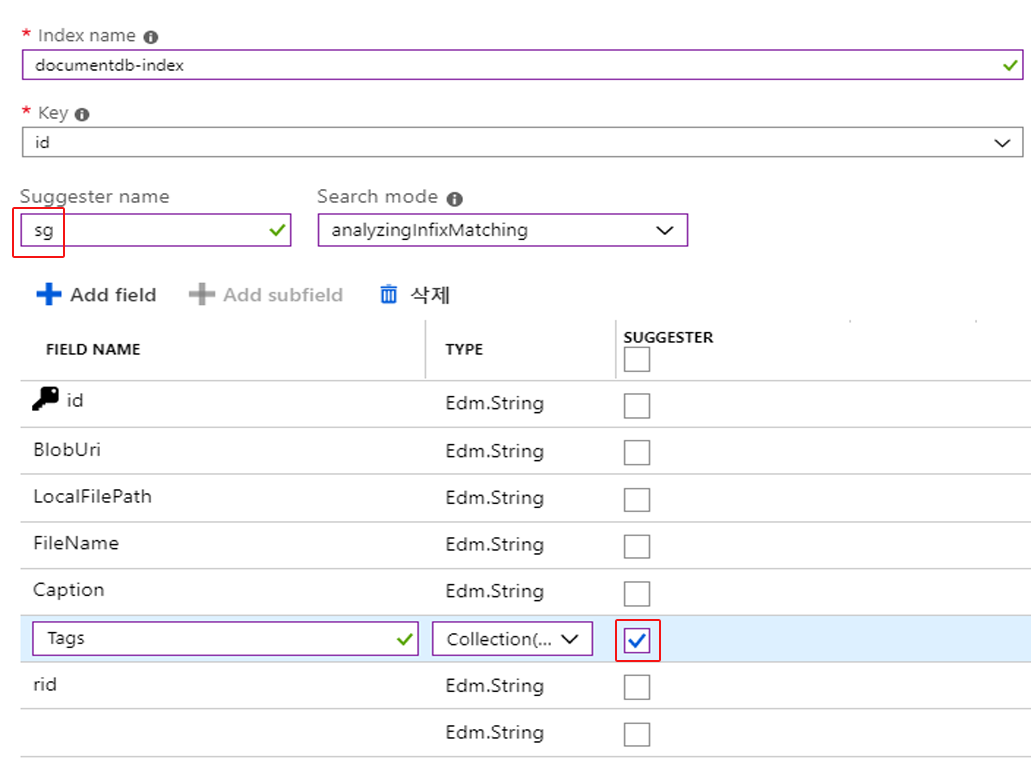 * Index name
documentdb-index
* Key
id
Suggester name Search mode
sg analyzingInfixMatching
Add field Add subfield 삭제
FIELD NAME TYPE SUGGESTER
id Edm.String
BlobUri Edm.String
LocalFilePath Edm.String
FileName Edm.String
Caption Edm.String
Tags Collection(...
rid Edm.String
Edm.String